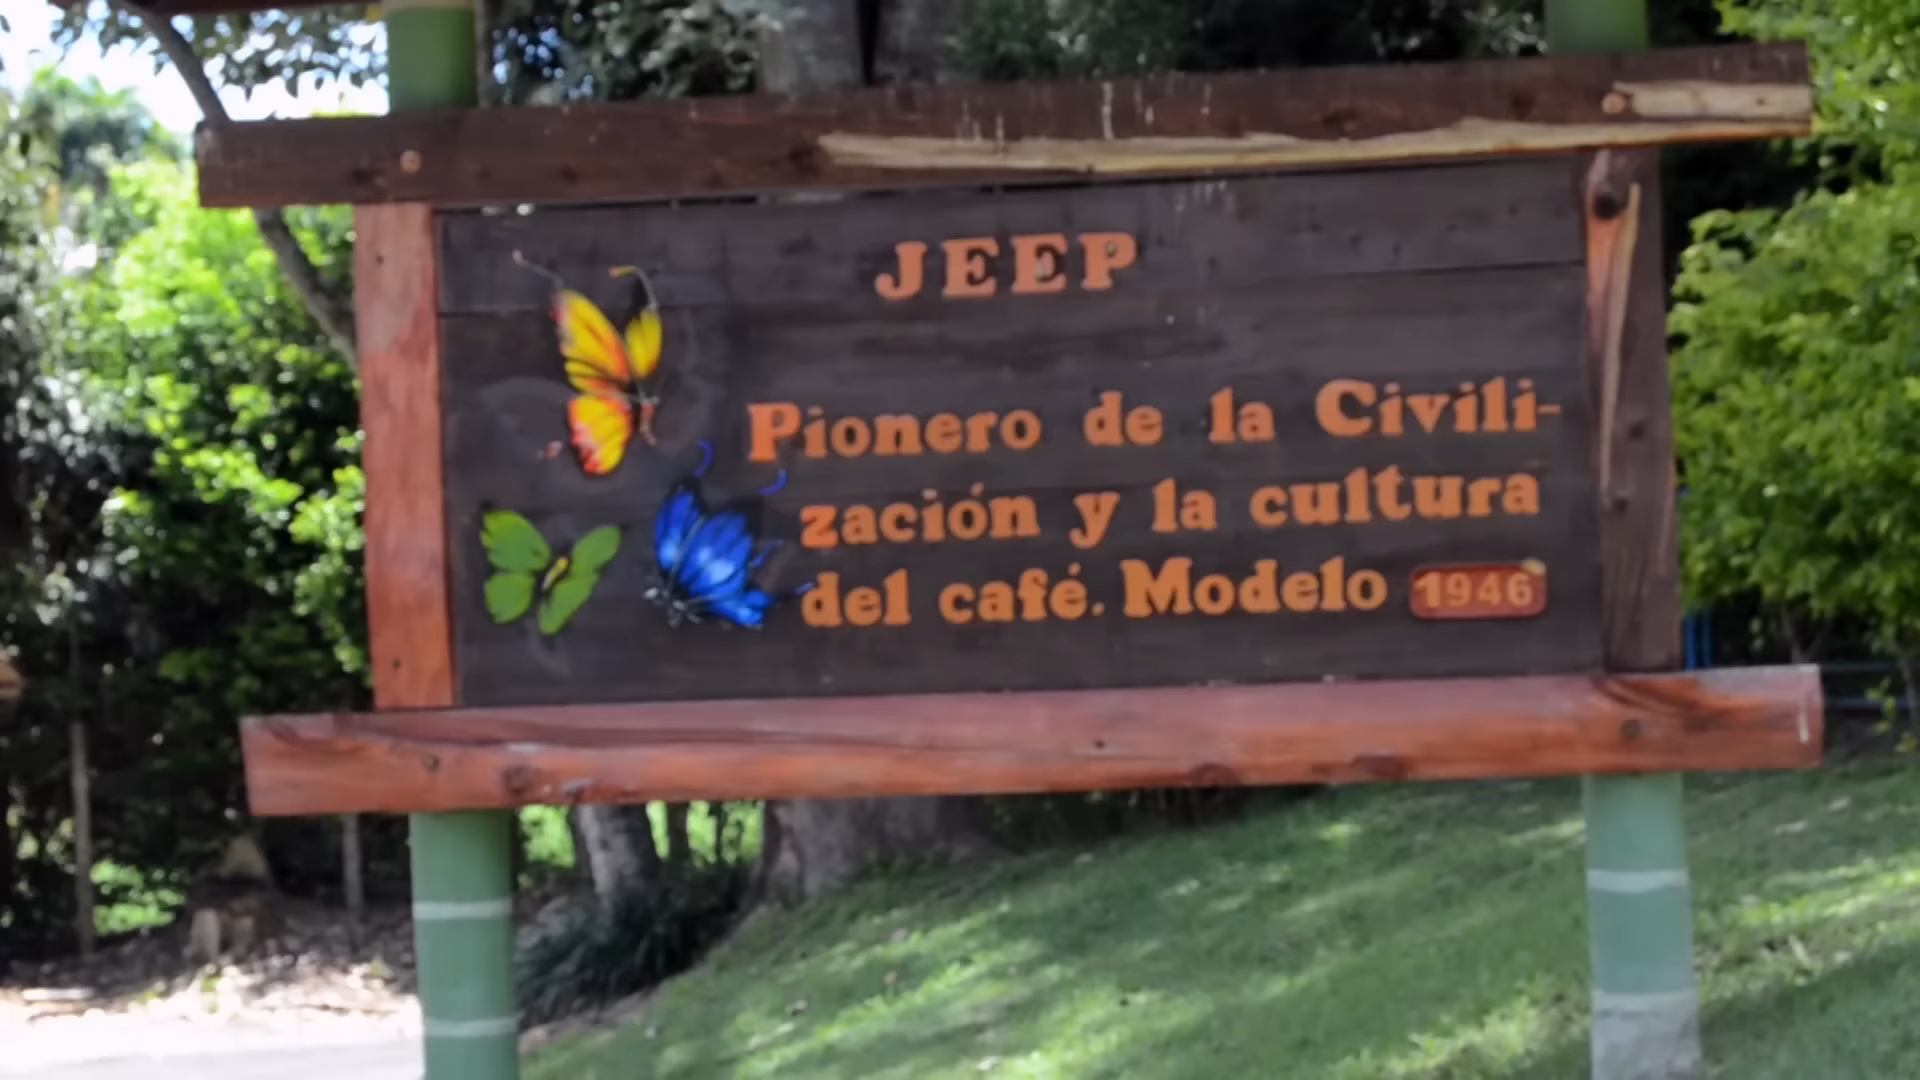 JEEP
Pionero de la Civili-
zación y la cultura
del café. Modelo 1946